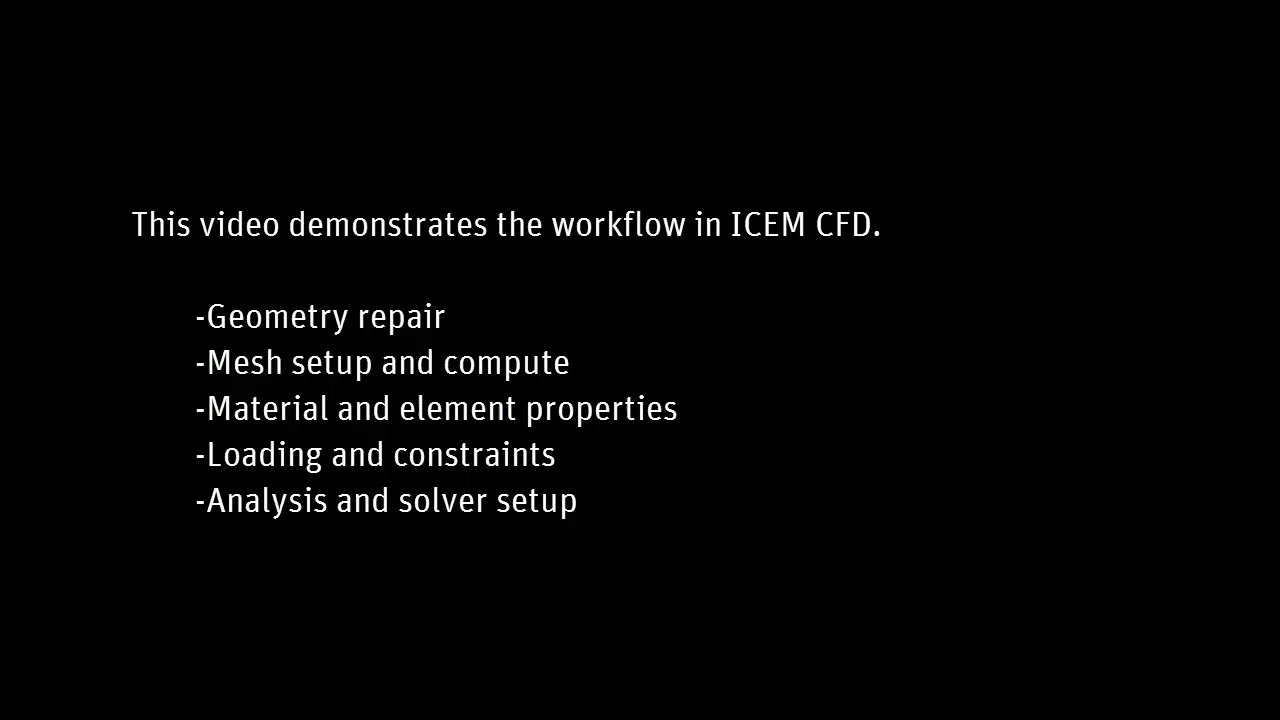 This video demonstrates the workflow in ICEM CFD.
-Geometry repair
-Mesh setup and compute
-Material and element properties
-Loading and constraints
-Analysis and solver setup